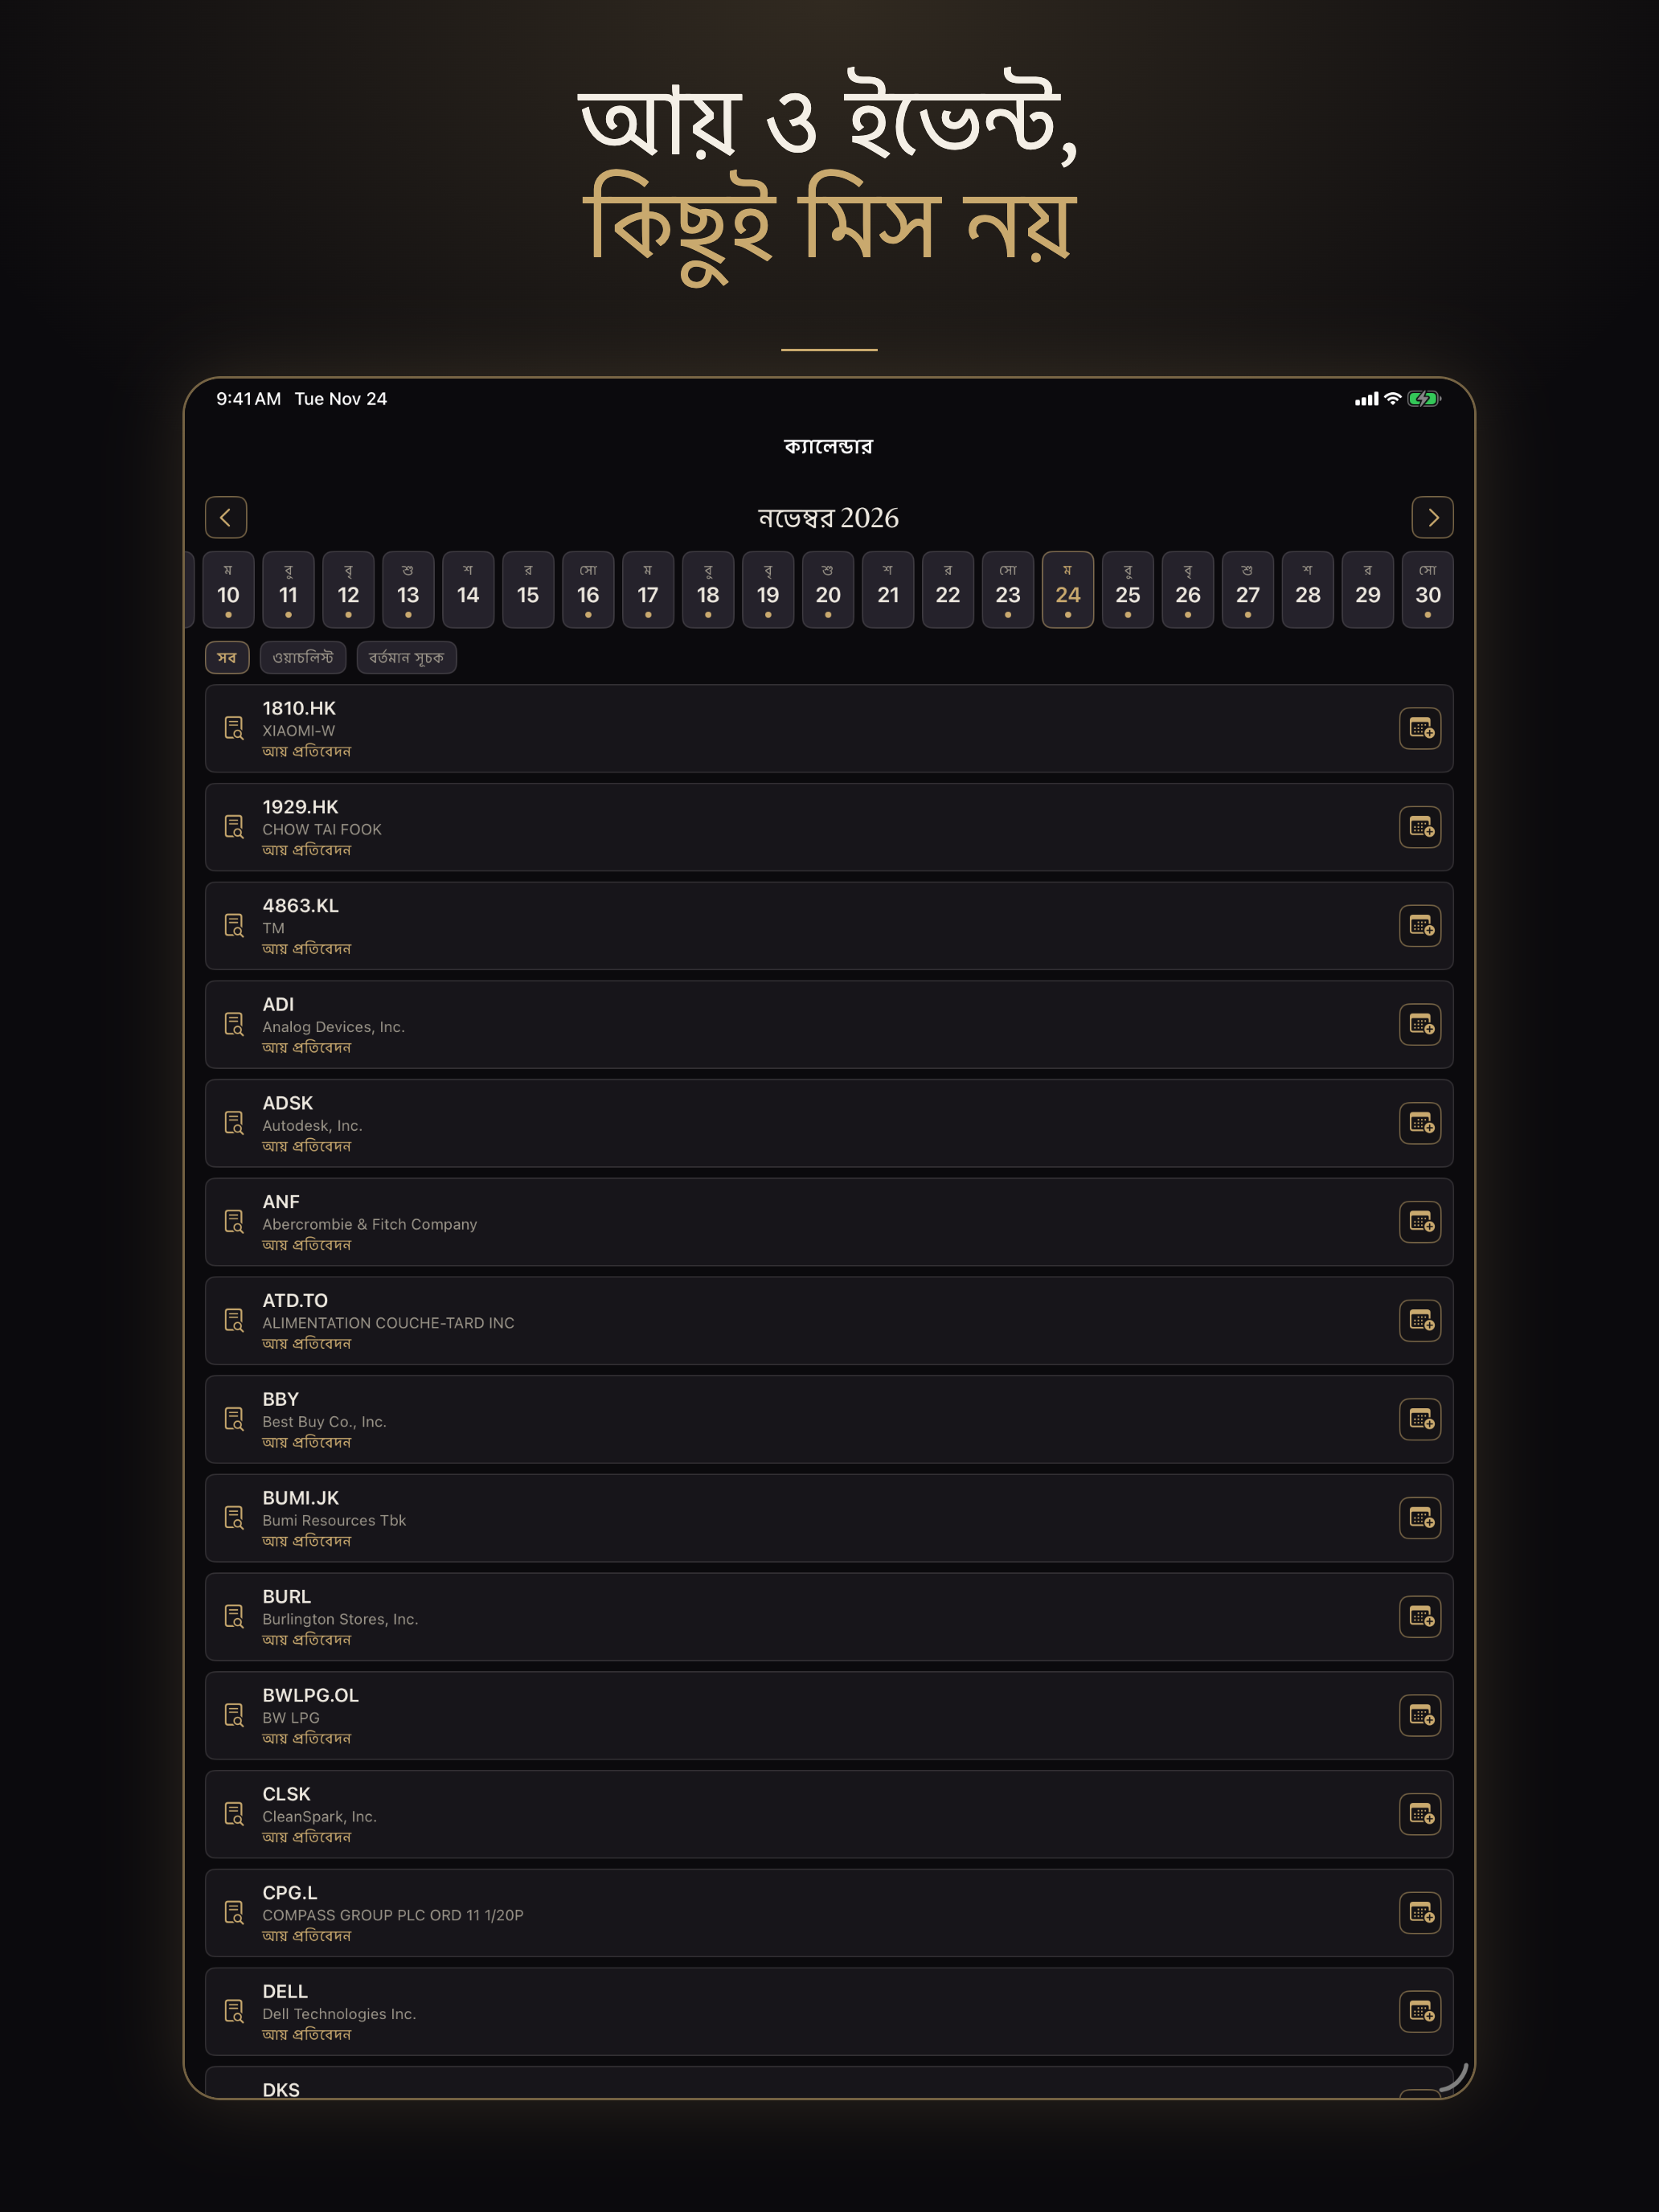 আয় ও ইভেন্ট,
কিছুই মিস নয়
9:41 AM Tue Nov 24
ক্যালেন্ডার
নভেম্বর 2026
ম বু বৃ শু শ র সো ম বু বৃ শু শ র সো ম বু বৃ শু শ র সো
10 11 12 13 14 15 16 17 18 19 20 21 22 23 24 25 26 27 28 29 30
সব ওয়াচলিস্ট বর্তমান সূচক
1810.HK
XIAOMI-W
আয় প্রতিবেদন
1929.HK
CHOW TAI FOOK
আয় প্রতিবেদন
4863.KL
TM
আয় প্রতিবেদন
ADI
Analog Devices, Inc.
আয় প্রতিবেদন
ADSK
Autodesk, Inc.
আয় প্রতিবেদন
ANF
Abercrombie & Fitch Company
আয় প্রতিবেদন
ATD.TO
ALIMENTATION COUCHE-TARD INC
আয় প্রতিবেদন
BBY
Best Buy Co., Inc.
আয় প্রতিবেদন
BUMI.JK
Bumi Resources Tbk
আয় প্রতিবেদন
BURL
Burlington Stores, Inc.
আয় প্রতিবেদন
BWLPG.OL
BW LPG
আয় প্রতিবেদন
CLSK
CleanSpark, Inc.
আয় প্রতিবেদন
CPG.L
COMPASS GROUP PLC ORD 11 1/20P
আয় প্রতিবেদন
DELL
Dell Technologies Inc.
আয় প্রতিবেদন
DKS